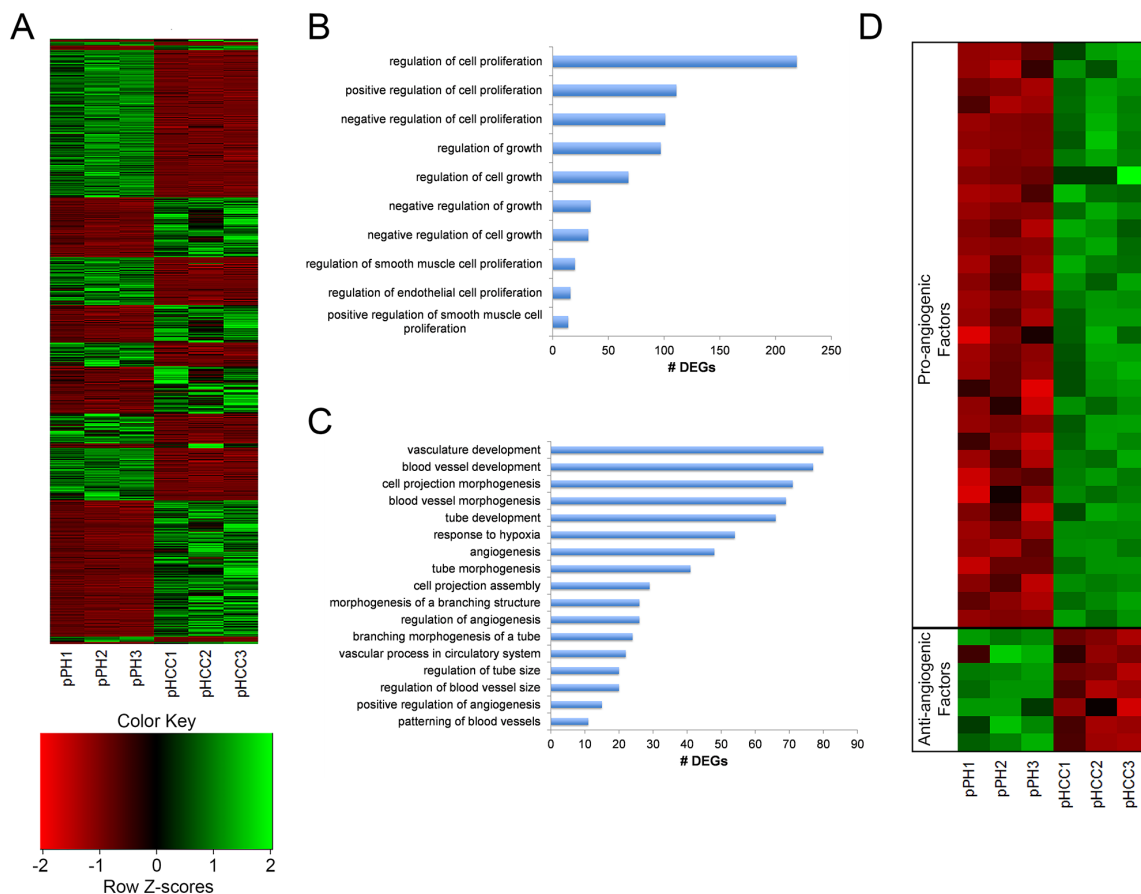 A
pPH1
pPH2
pPH3
pHCC1
pHCC2
pHCC3
Color Key
-2
-1
0
1
2
Row Z-scores
B
regulation of cell proliferation
positive regulation of cell proliferation
negative regulation of cell proliferation
regulation of growth
regulation of cell growth
negative regulation of growth
negative regulation of cell growth
regulation of smooth muscle cell proliferation
regulation of endothelial cell proliferation
positive regulation of smooth muscle cell
proliferation
0 50 100 150 200 250
# DEGs
C
vasculature development
blood vessel development
cell projection morphogenesis
blood vessel morphogenesis
tube development
response to hypoxia
angiogenesis
tube morphogenesis
cell projection assembly
morphogenesis of a branching structure
regulation of angiogenesis
branching morphogenesis of a tube
vascular process in circulatory system
regulation of tube size
regulation of blood vessel size
positive regulation of angiogenesis
patterning of blood vessels
0 10 20 30 40 50 60 70 80 90
# DEGs
D
Pro-angiogenic
Factors
Anti-angiogenic
Factors
pPH1
pPH2
pPH3
pHCC1
pHCC2
pHCC3